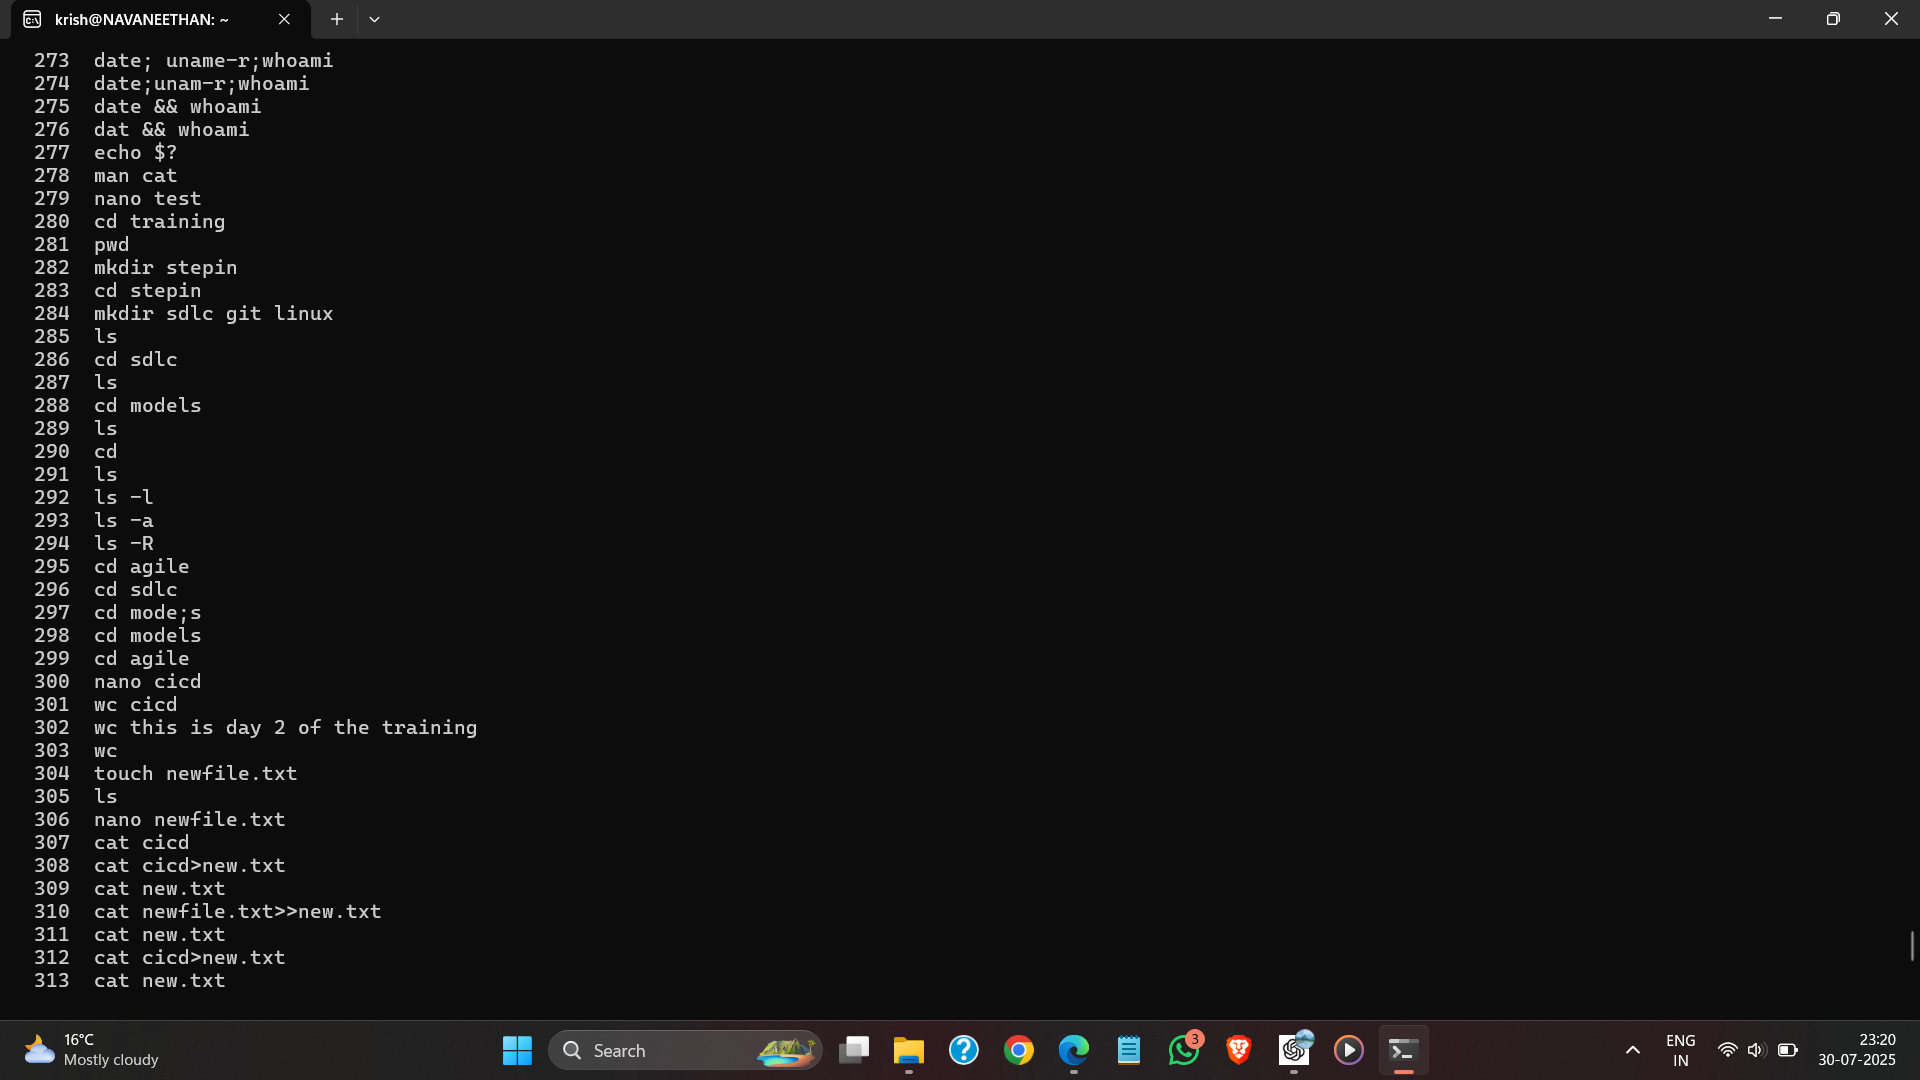 krish@NAVANEETHAN: ~
273 date; uname-r;whoami
274 date;unam-r;whoami
275 date && whoami
276 dat && whoami
277 echo $?
278 man cat
279 nano test
280 cd training
281 pwd
282 mkdir stepin
283 cd stepin
284 mkdir sdlc git linux
285 ls
286 cd sdlc
287 ls
288 cd models
289 ls
290 cd
291 ls
292 ls -l
293 ls -a
294 ls -R
295 cd agile
296 cd sdlc
297 cd mode;s
298 cd models
299 cd agile
300 nano cicd
301 wc cicd
302 wc this is day 2 of the training
303 wc
304 touch newfile.txt
305 ls
306 nano newfile.txt
307 cat cicd
308 cat cicd>new.txt
309 cat new.txt
310 cat newfile.txt>>new.txt
311 cat new.txt
312 cat cicd>new.txt
313 cat new.txt
16°C
Mostly cloudy
Search
3
ENG
IN
23:20
30-07-2025